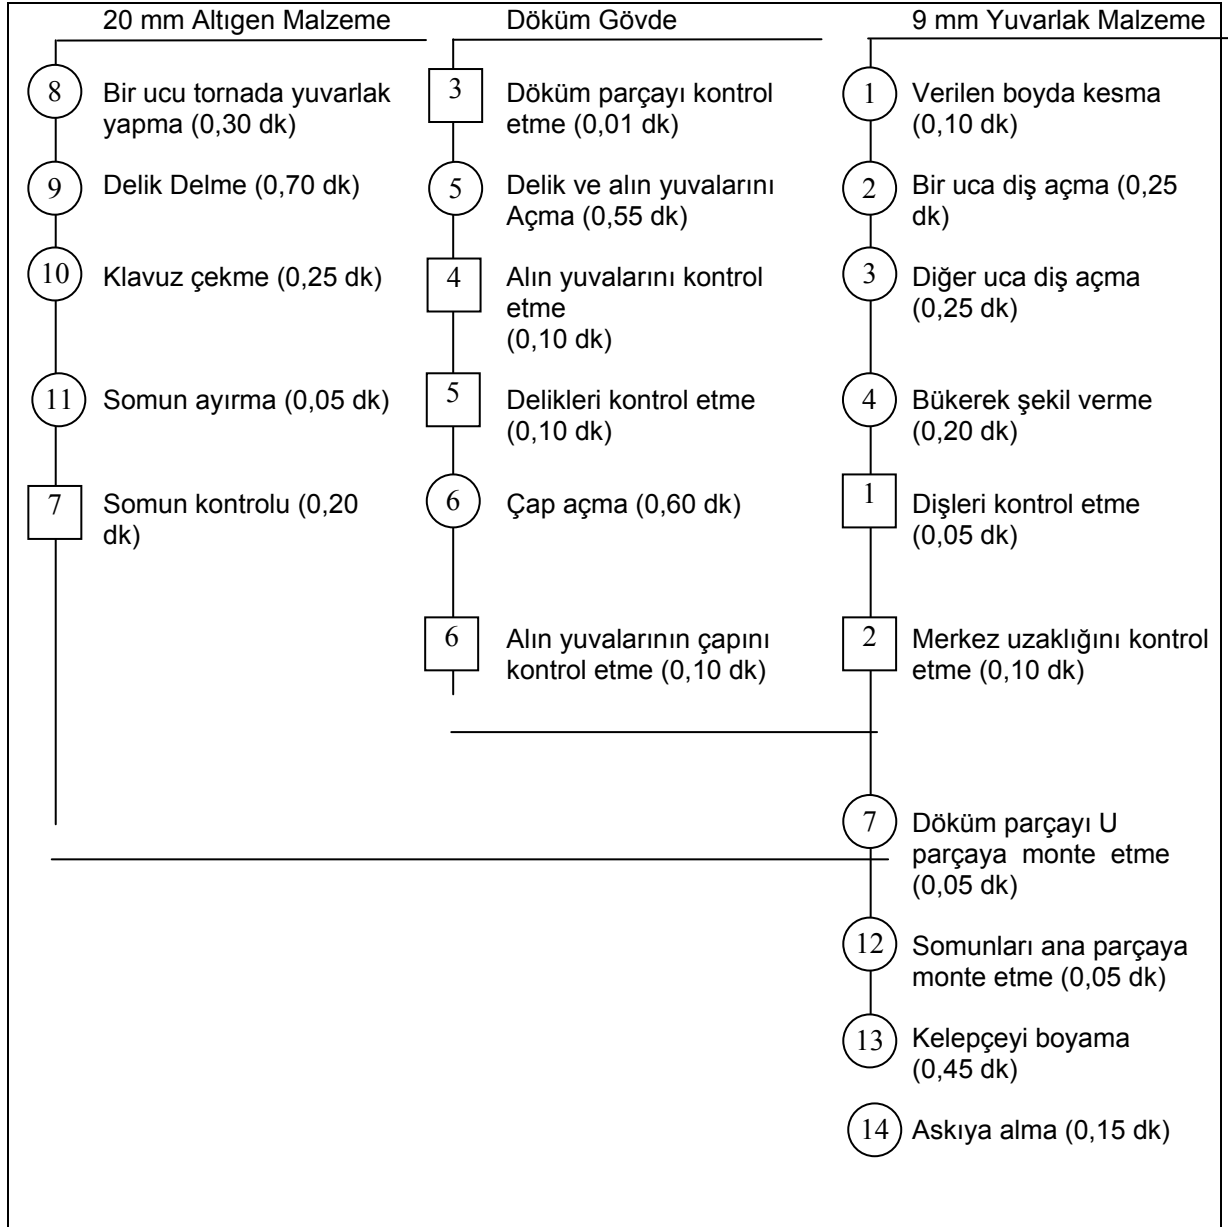 20 mm Altıgen Malzeme
8
Bir ucu tornada yuvarlak
yapma (0,30 dk)
9
Delik Delme (0,70 dk)
10
Klavuz çekme (0,25 dk)
11
Somun ayırma (0,05 dk)
7
Somun kontrolu (0,20
dk)
Döküm Gövde
3
Döküm parçayı kontrol
etme (0,01 dk)
5
Delik ve alın yuvalarını
Açma (0,55 dk)
4
Alın yuvalarını kontrol
etme
(0,10 dk)
5
Delikleri kontrol etme
(0,10 dk)
6
Çap açma (0,60 dk)
6
Alın yuvalarının çapını
kontrol etme (0,10 dk)
9 mm Yuvarlak Malzeme
1
Verilen boyda kesma
(0,10 dk)
2
Bir uca diş açma (0,25
dk)
3
Diğer uca diş açma
(0,25 dk)
4
Bükerek şekil verme
(0,20 dk)
1
Dişleri kontrol etme
(0,05 dk)
2
Merkez uzaklığını kontrol
etme (0,10 dk)
7
Döküm parçayı U
parçaya monte etme
(0,05 dk)
12
Somunları ana parçaya
monte etme (0,05 dk)
13
Kelepçeyi boyama
(0,45 dk)
14
Askıya alma (0,15 dk)